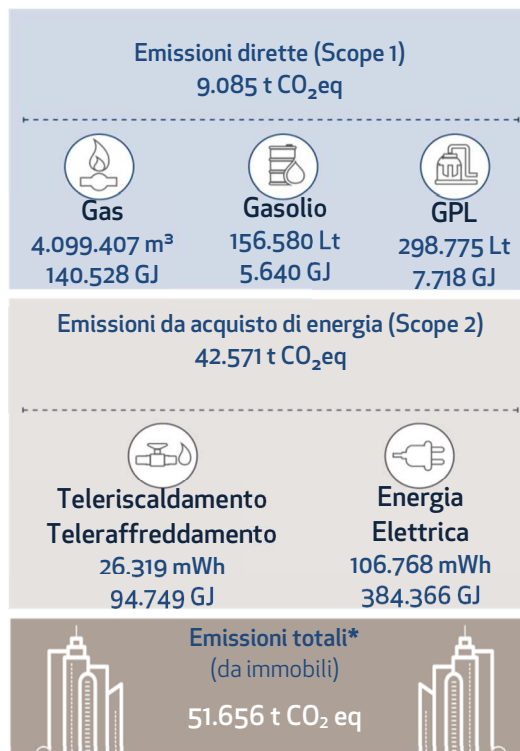 Emissioni dirette (Scope 1)
9.085 t CO₂eq
Gas
4.099.407 m³
140.528 GJ
Gasolio
156.580 Lt
5.640 GJ
GPL
298.775 Lt
7.718 GJ
Emissioni da acquisto di energia (Scope 2)
42.571 t CO₂eq
Teleriscaldamento
Teleraffreddamento
26.319 mWh
94.749 GJ
Energia
Elettrica
106.768 mWh
384.366 GJ
Emissioni totali*
(da immobili)
51.656 t CO₂ eq